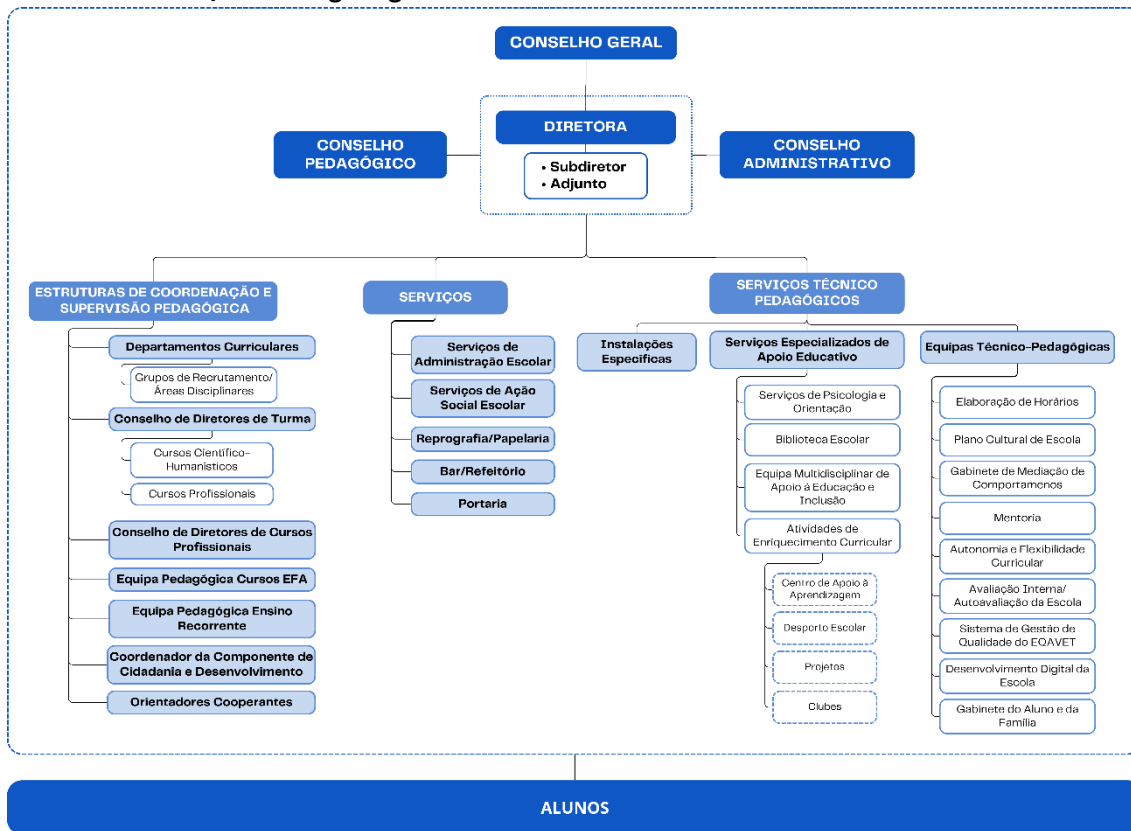 CONSELHO GERAL
DIRETORA
• Subdiretor
• Adjunto
CONSELHO
PEDAGÓGICO
CONSELHO
ADMINISTRATIVO
ESTRUTURAS DE COORDENAÇÃO E
SUPERVISÃO PEDAGÓGICA
Departamentos Curriculares
Grupos de Recrutamento/
Áreas Disciplinares
Conselho de Diretores de Turma
Cursos Científico-
Humanísticos
Cursos Profissionais
Conselho de Diretores de Cursos
Profissionais
Equipa Pedagógica Cursos EFA
Equipa Pedagógica Ensino
Recorrente
Coordenador da Componente de
Cidadania e Desenvolvimento
Orientadores Cooperantes
SERVIÇOS
Serviços de
Administração Escolar
Serviços de Ação
Social Escolar
Reprografia/Papelaria
Bar/Refeitório
Portaria
SERVIÇOS TÉCNICO
PEDAGÓGICOS
Instalações
Específicas
Serviços Especializados de
Apoio Educativo
Serviços de Psicologia e
Orientação
Biblioteca Escolar
Equipa Multidisciplinar de
Apoio à Educação e
Inclusão
Atividades de
Enriquecimento Curricular
Centro de Apoio à
Aprendizagem
Desporto Escolar
Projetos
Clubes
Equipas Técnico-Pedagógicas
Elaboração de Horários
Plano Cultural de Escola
Gabinete de Mediação de
Comportamenos
Mentoria
Autonomia e Flexibilidade
Curricular
Avaliação Interna/
Autoavaliação da Escola
Sistema de Gestão de
Qualidade do EQAVET
Desenvolvimento Digital da
Escola
Gabinete do Aluno e da
Família
ALUNOS